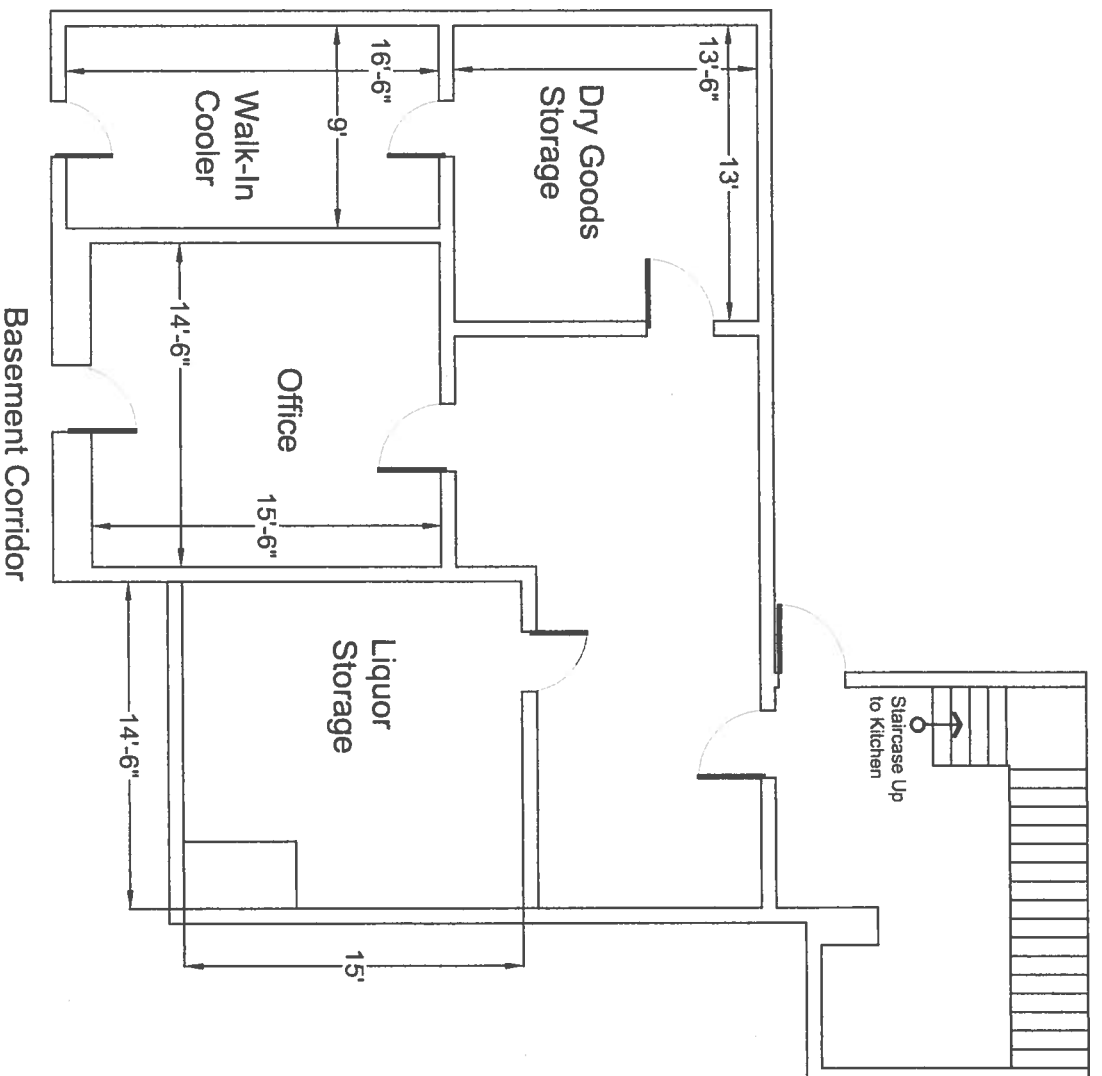 Staircase Up
to Kitchen
13'-6"
13'
Dry Goods
Storage
16'-6"
9'
Walk-In
Cooler
14'-6"
Office
15'-6"
Liquor
Storage
14'-6"
15'
Basement Corridor